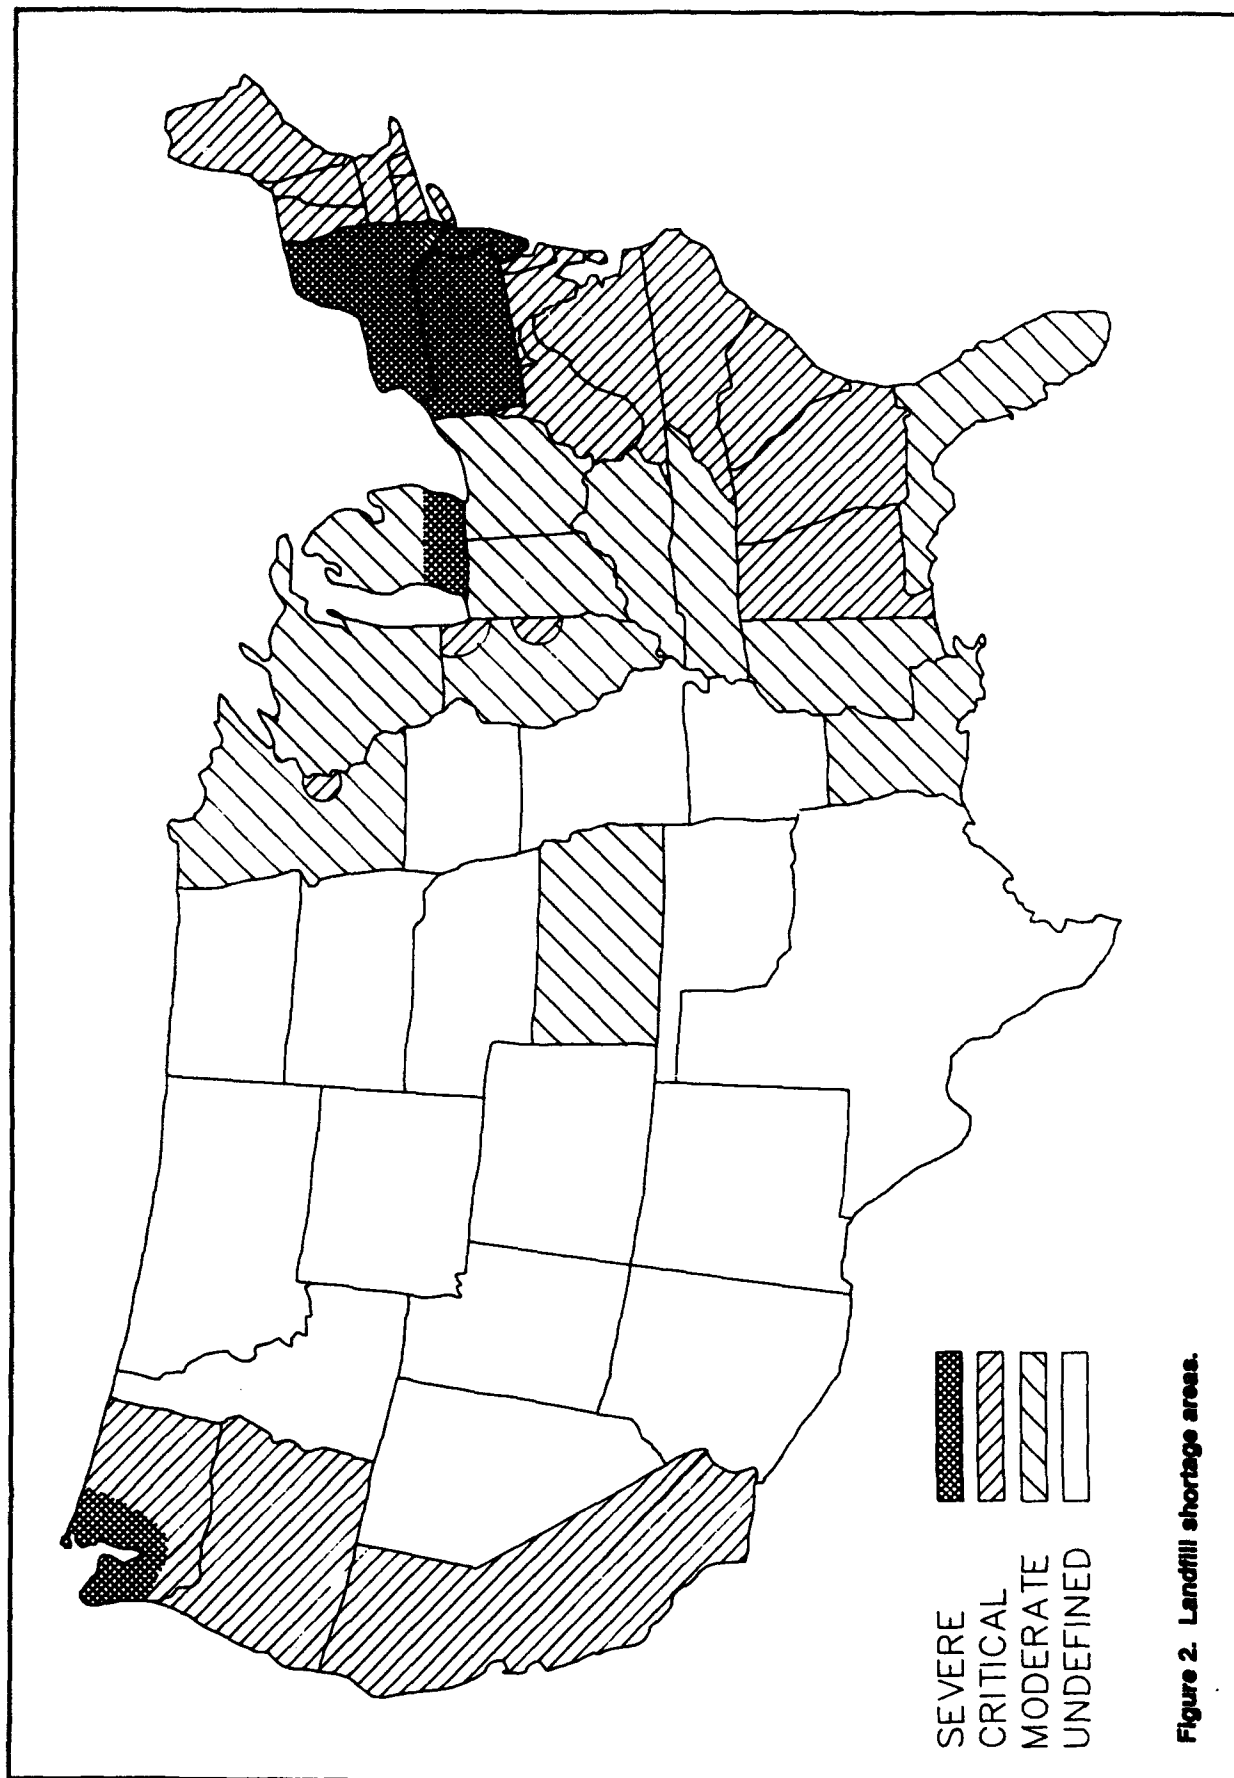 SEVERE
CRITICAL
MODERATE
UNDEFINED
Figure 2. Landfill shortage areas.